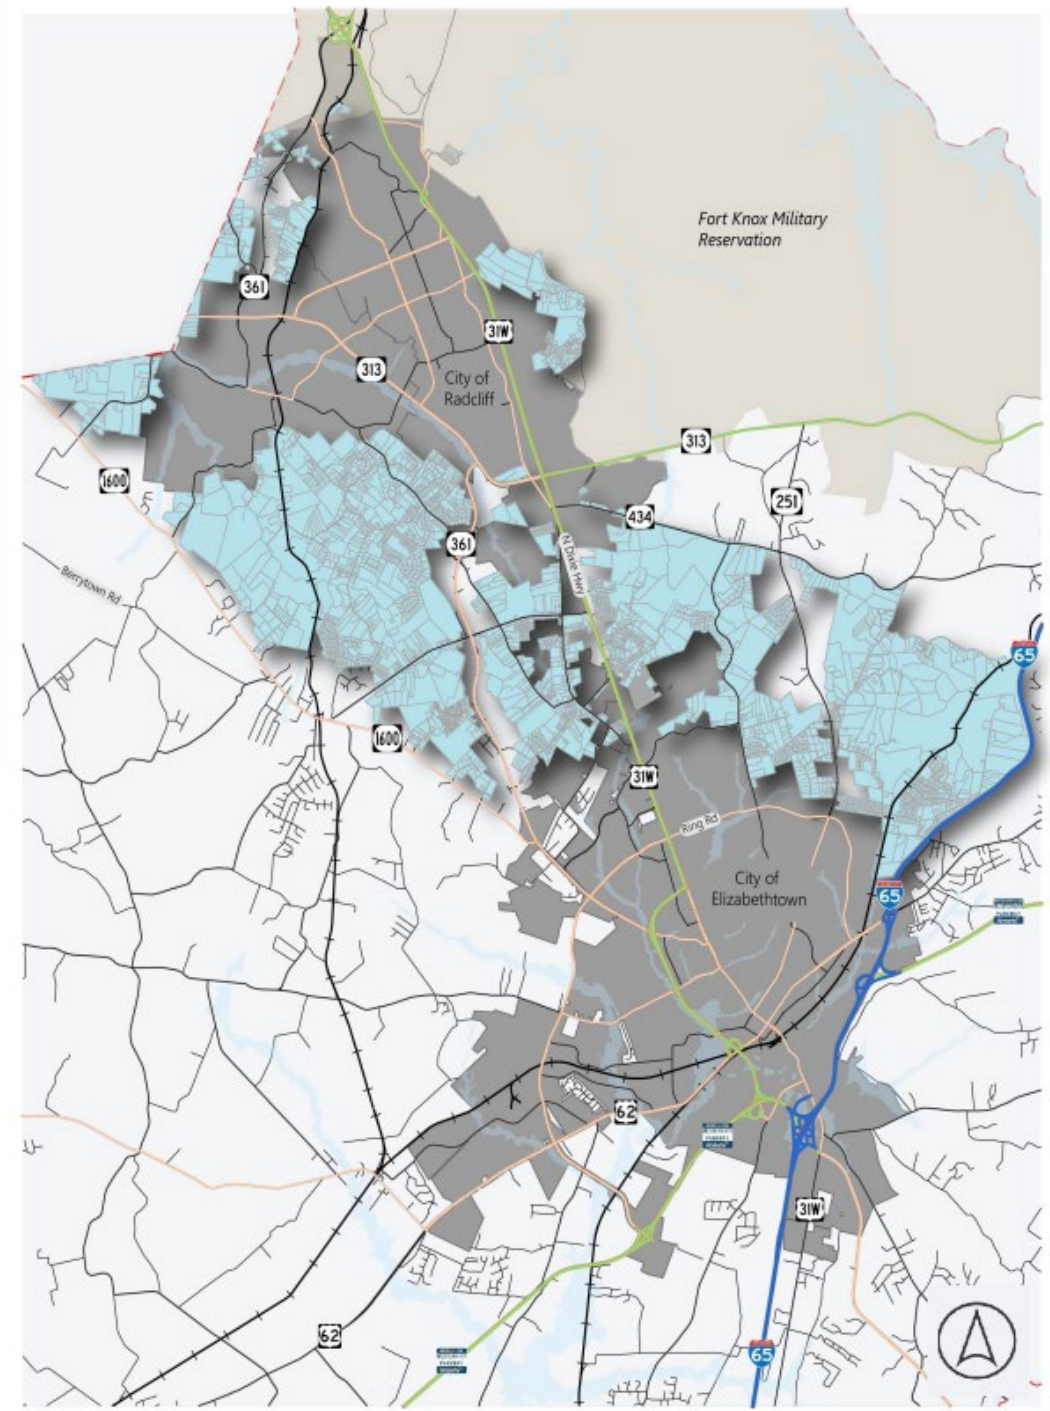 Fort Knox Military
Reservation
361
31W
313
City of
Radcliff
313
1600
251
434
361
N Dixie Hwy
Berrytown Rd
65
1600
31W
Ring Rd
City of
Elizabethtown
65
62
31W
62
65